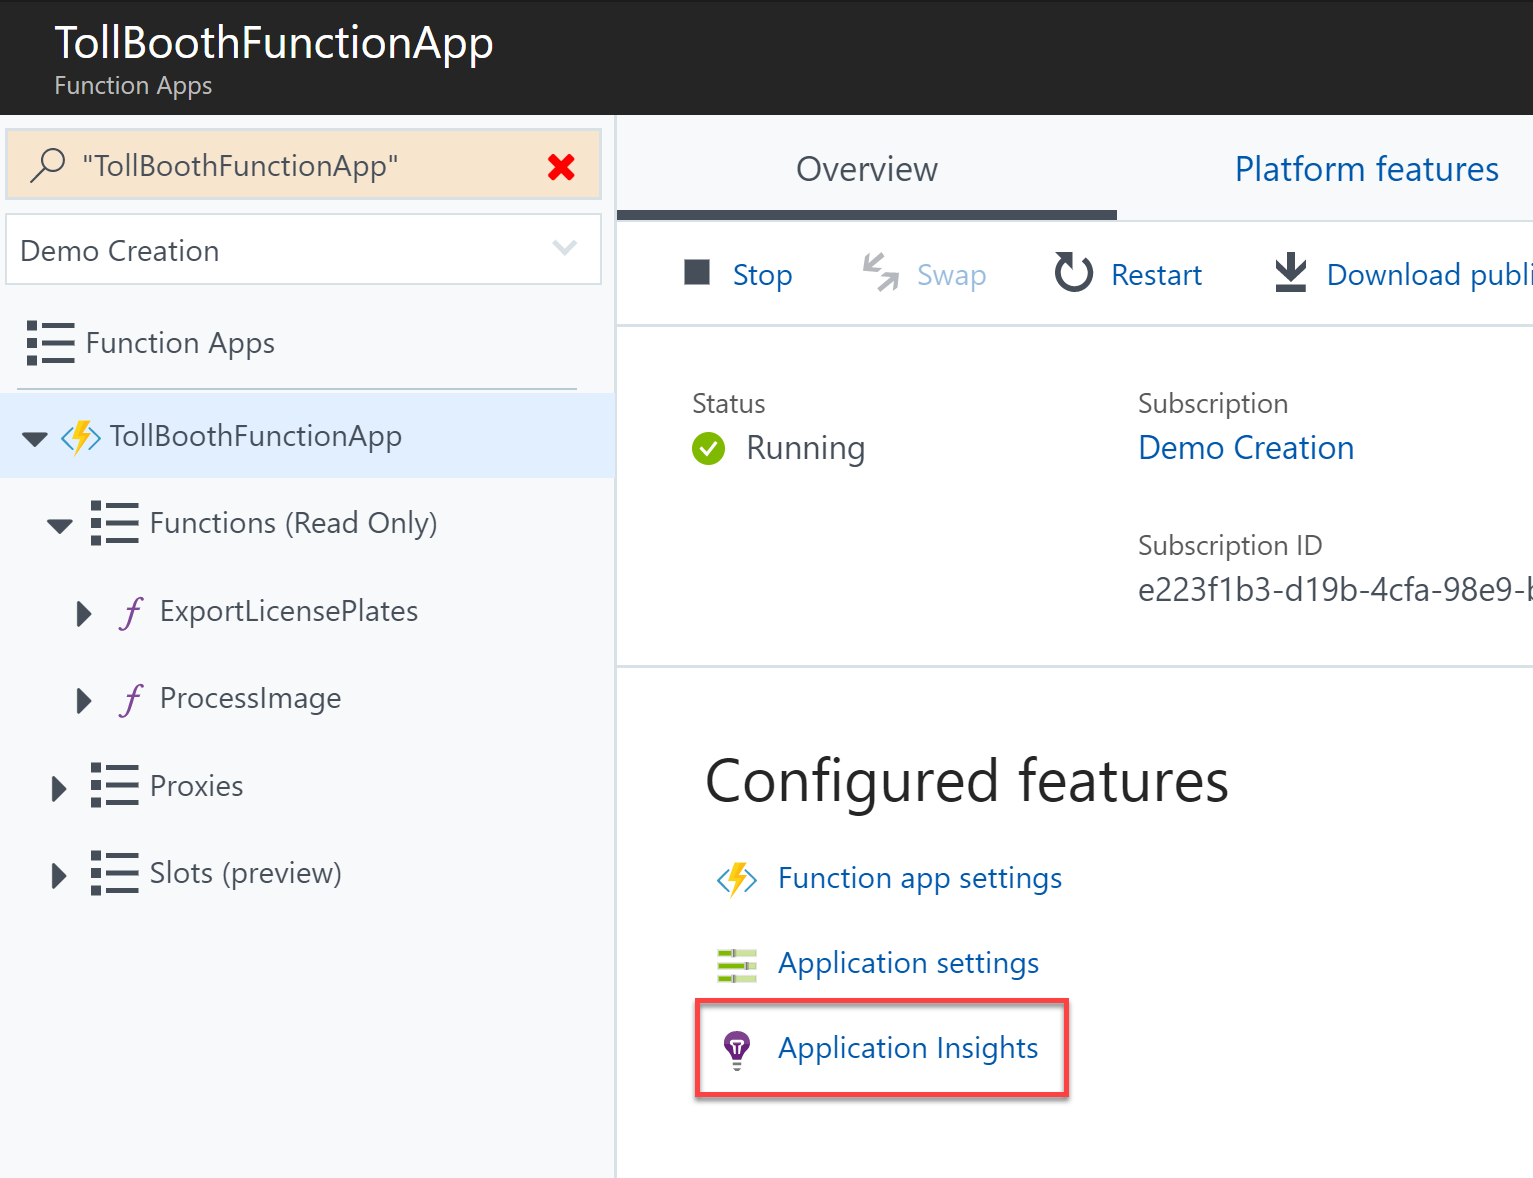 TollBoothFunctionApp
Function Apps
"TollBoothFunctionApp"
Demo Creation
Function Apps
TollBoothFunctionApp
Functions (Read Only)
ExportLicensePlates
ProcessImage
Proxies
Slots (preview)
Overview
Platform features
Stop
Swap
Restart
Download publi
Status
Running
Subscription
Demo Creation
Subscription ID
e223f1b3-d19b-4cfa-98e9-b
Configured features
Function app settings
Application settings
Application Insights